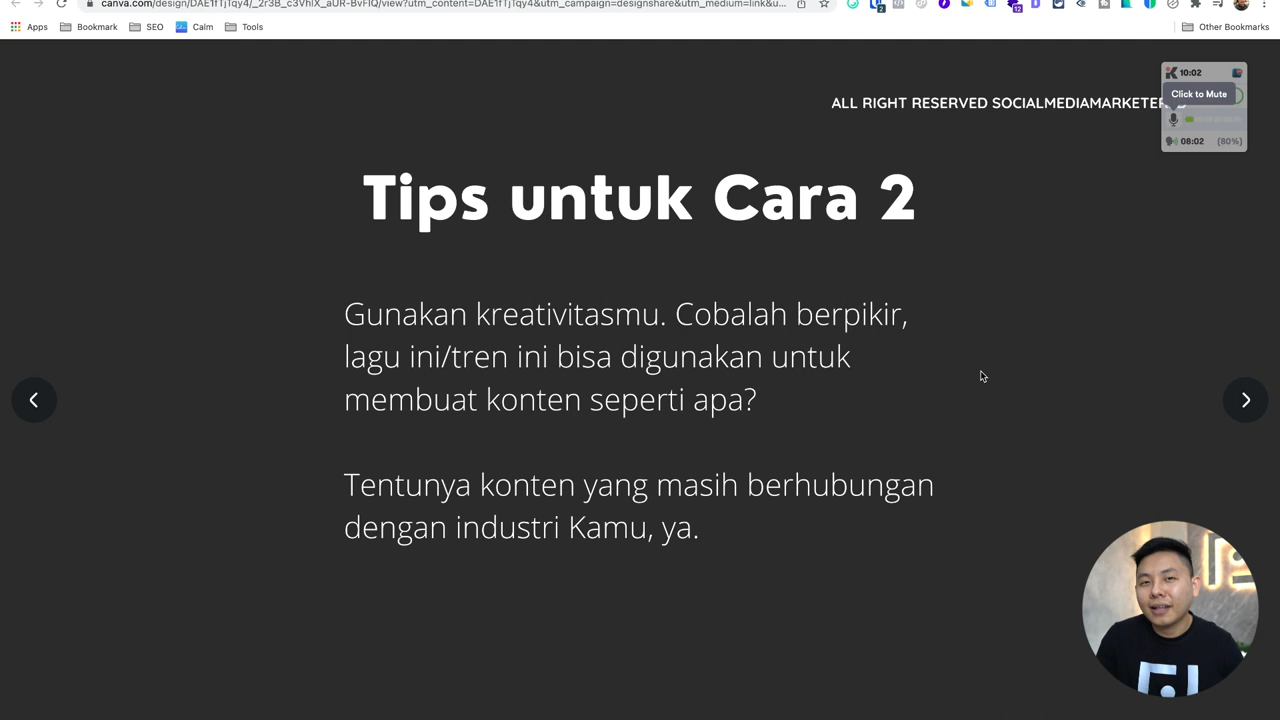 Apps
Bookmark
SEO
Calm
Tools
Other Bookmarks
ALL RIGHT RESERVED SOCIALMEDIAMARKETER
10:02
Click to Mute
08:02 (80%)
Tips untuk Cara 2
Gunakan kreativitasmu. Cobalah berpikir,
lagu ini/tren ini bisa digunakan untuk
membuat konten seperti apa?
Tentunya konten yang masih berhubungan
dengan industri Kamu, ya.